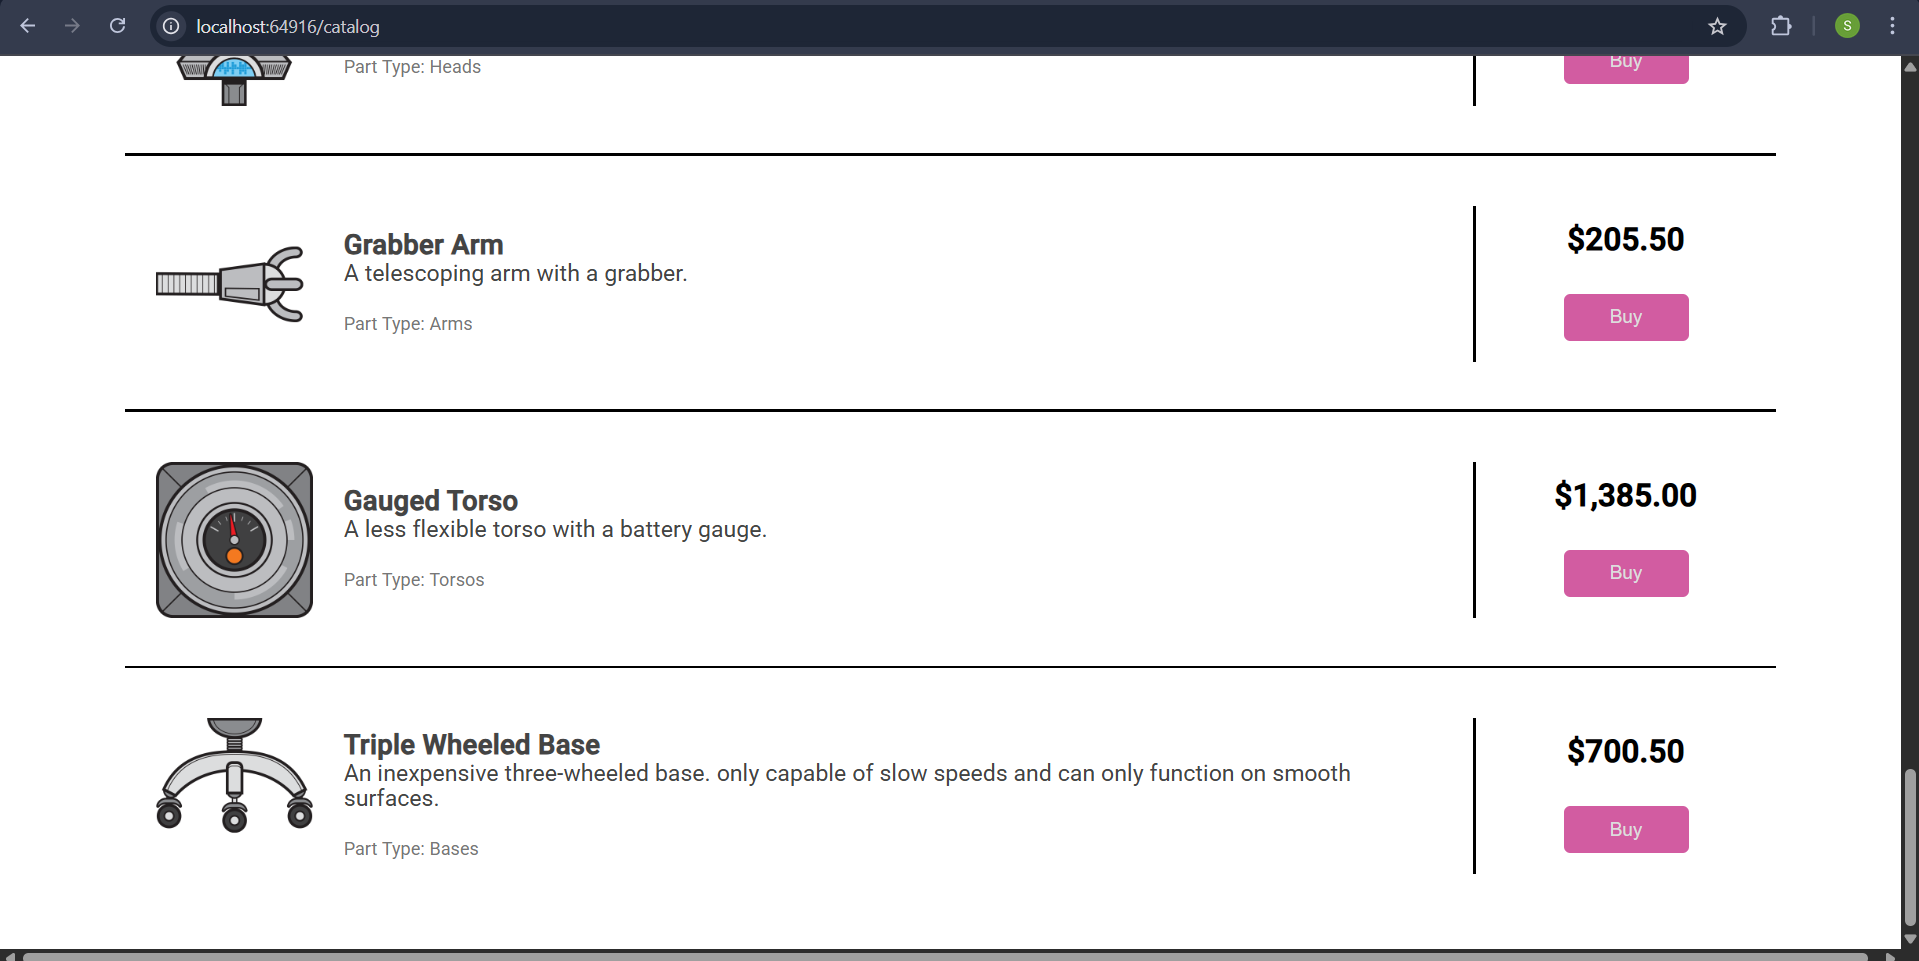 localhost:64916/catalog
S
Part Type: Heads
Buy
Grabber Arm
A telescoping arm with a grabber.
Part Type: Arms
$205.50
Buy
Gauged Torso
A less flexible torso with a battery gauge.
Part Type: Torsos
$1,385.00
Buy
Triple Wheeled Base
An inexpensive three-wheeled base. only capable of slow speeds and can only function on smooth
surfaces.
Part Type: Bases
$700.50
Buy